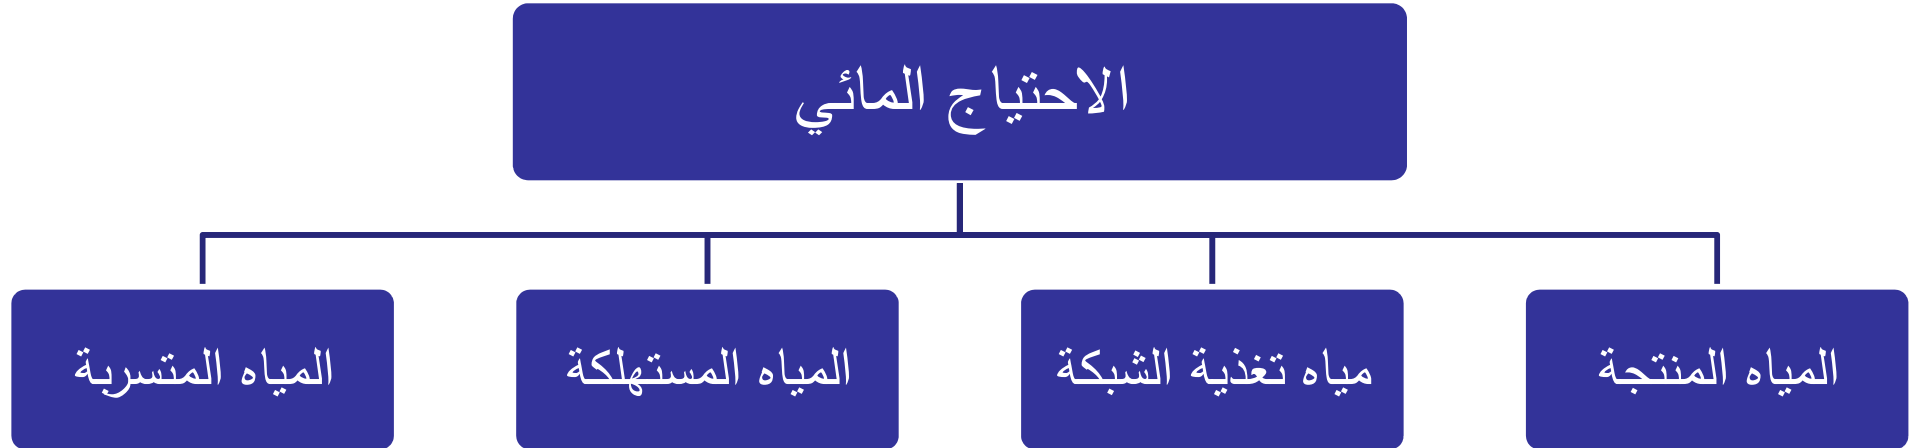 الاحتياج المائي
المياه المنتجة
مياه تغذية الشبكة
المياه المستهلكة
المياه المتسربة